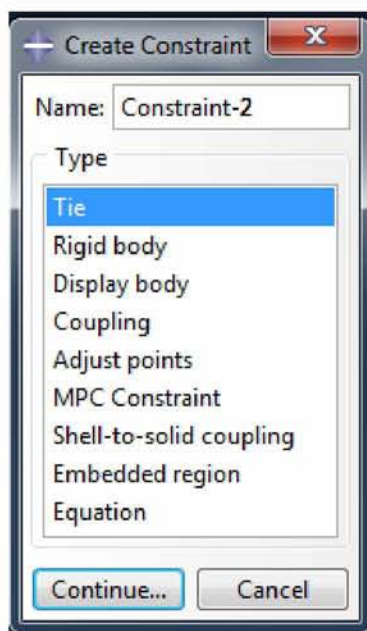 Create Constraint
Name: Constraint-2
Type
Tie
Rigid body
Display body
Coupling
Adjust points
MPC Constraint
Shell-to-solid coupling
Embedded region
Equation
Continue... Cancel